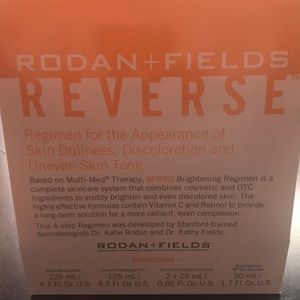 RODAN+FIELDS
REVERSE
Regimen for the Appearance of
Skin Dullness, Discoloration and
Uneven Skin Tone
Based on Multi-Med® Therapy, REVERSE Brightening Regimen is a
complete skincare system that combines cosmetic and OTC
ingredients to visibly brighten and even discolored skin. The
highly effective formulas contain Vitamin C and Retinol to provide
a long-term solution for a more radiant, even complexion.
This 4-step Regimen was developed by Stanford-trained
dermatologists Dr. Katie Rodan and Dr. Kathy Fields.
RODAN+FIELDS
BRIGHTENING
125 mL/ 125 mL/ 2 x 25 mL/ 50 mL/
4.2 Fl Oz. U.S. 4.2 Fl Oz. U.S. 0.85 Fl Oz. U.S. 1.7 Fl Oz. U.S.